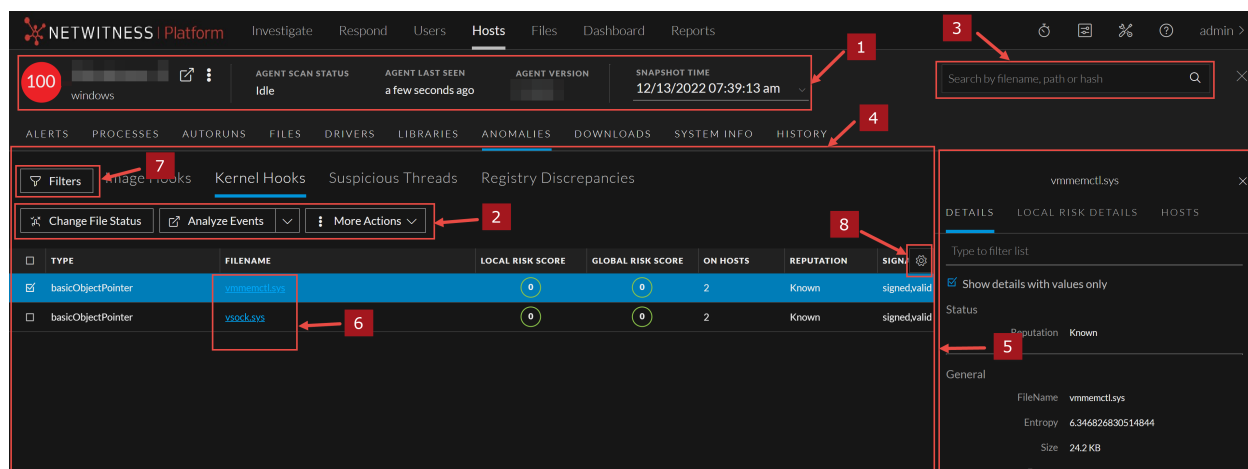 NETWITNESS | Platform Investigate Respond Users Hosts Files Dashboard Reports admin >
1
3
100
windows
AGENT SCAN STATUS AGENT LAST SEEN AGENT VERSION SNAPSHOT TIME
Idle a few seconds ago 12/13/2022 07:39:13 am
Search by filename, path or hash
ALERTS PROCESSES AUTORUNS FILES DRIVERS LIBRARIES ANOMALIES DOWNLOADS SYSTEM INFO HISTORY
4
7
Filters Hooks Kernel Hooks Suspicious Threads Registry Discrepancies
Change File Status Analyze Events More Actions
2
8
TYPE FILENAME LOCAL RISK SCORE GLOBAL RISK SCORE ON HOSTS REPUTATION
basicObjectPointer vmmemctl.sys 0 0 2 Known signed,valid
basicObjectPointer vsock.sys 0 0 2 Known signed,valid
6
vmmemctl.sys
DETAILS LOCAL RISK DETAILS HOSTS
Type to filter list
Show details with values only
Status
Reputation Known
5
General
FileName vmmemctl.sys
Entropy 6.346826830514844
Size 24.2 KB